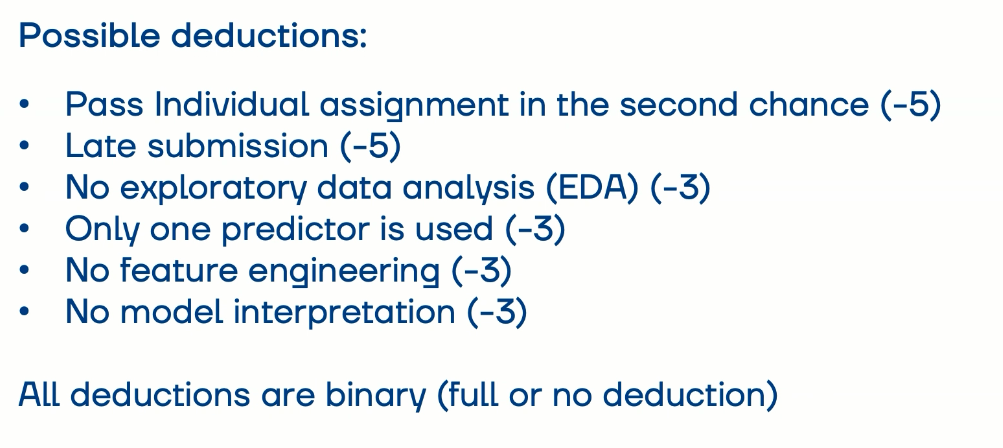 Possible deductions:
• Pass Individual assignment in the second chance (-5)
• Late submission (-5)
• No exploratory data analysis (EDA) (-3)
• Only one predictor is used (-3)
• No feature engineering (-3)
• No model interpretation (-3)
All deductions are binary (full or no deduction)